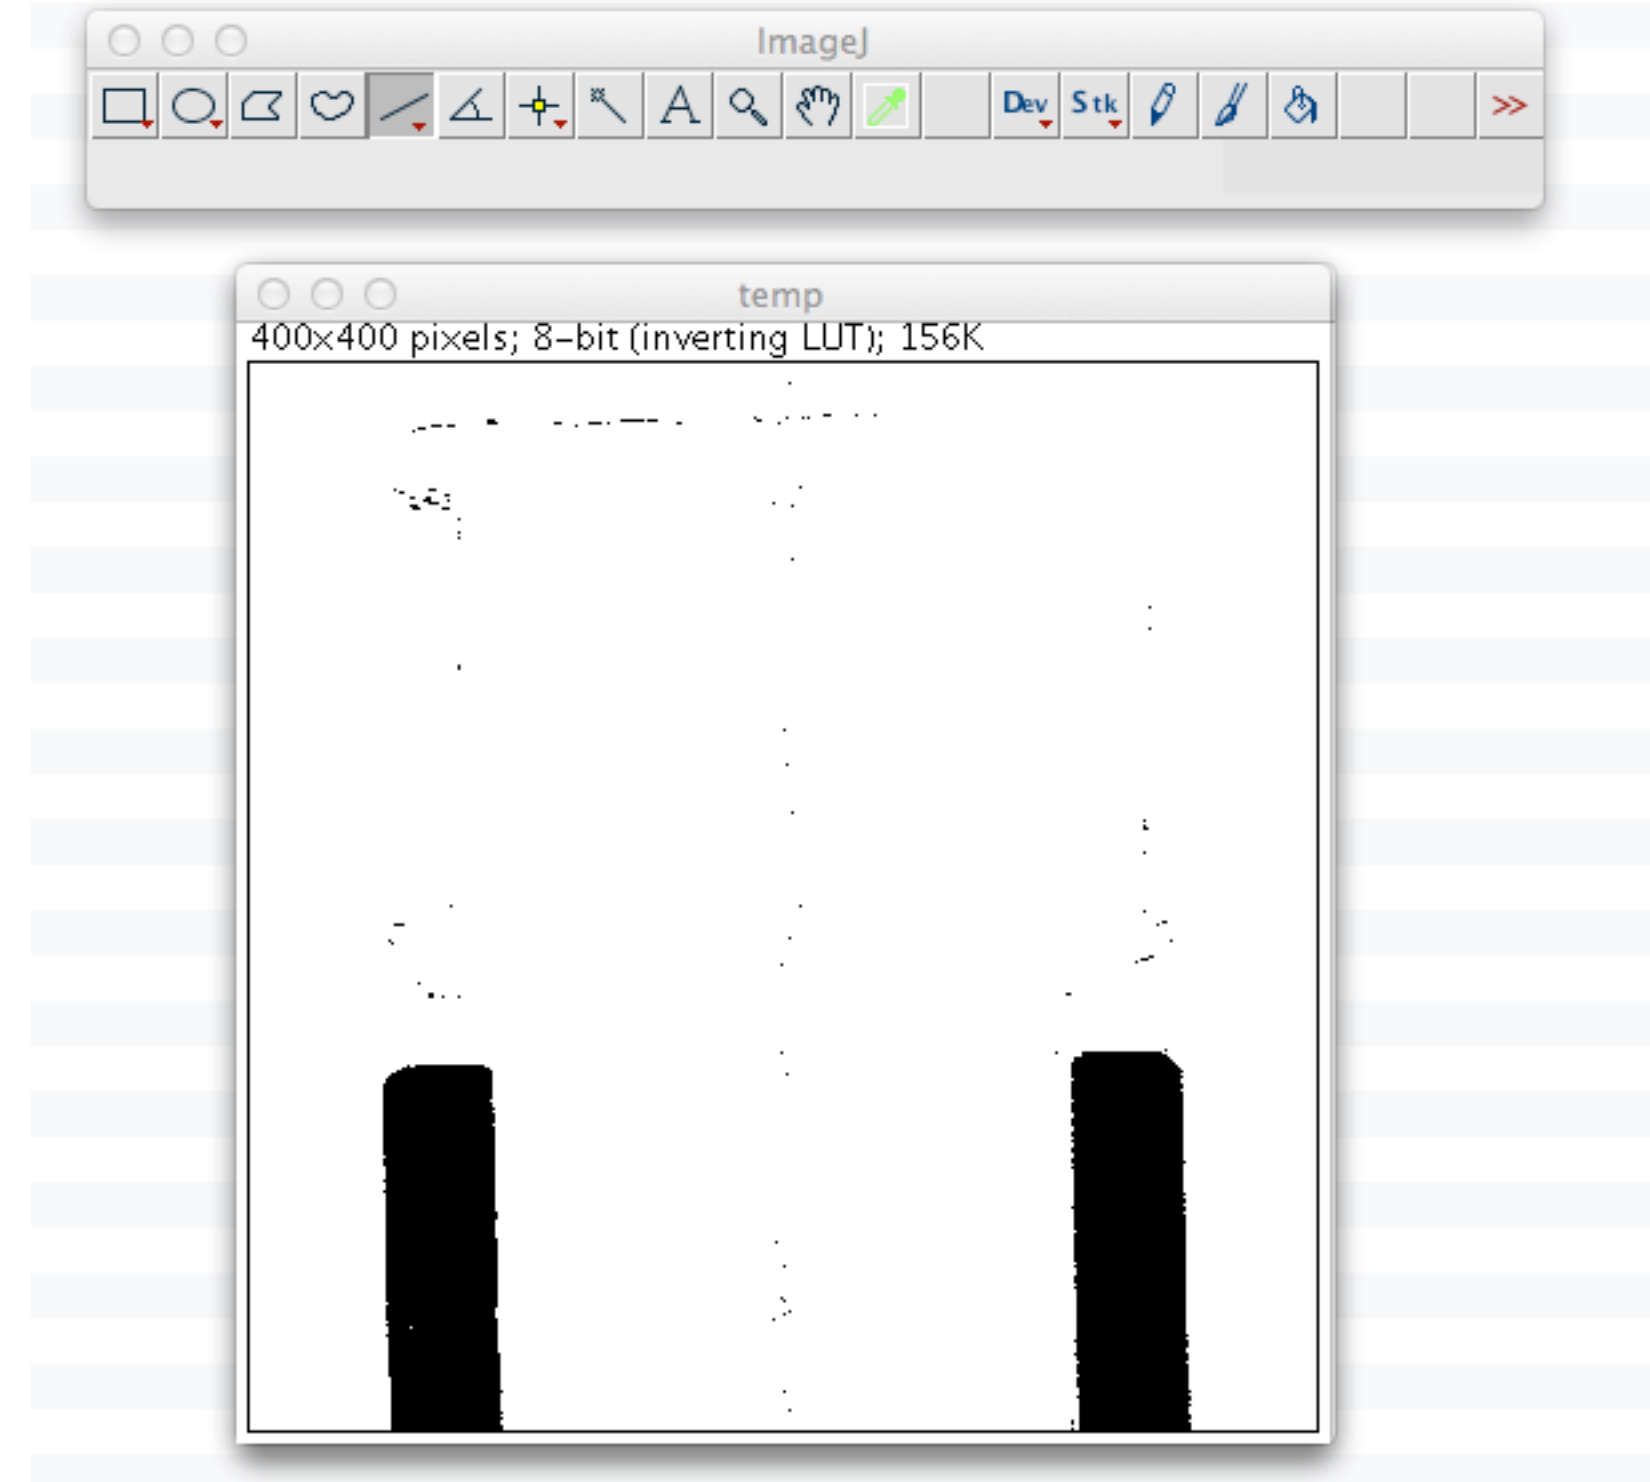 ImageJ
A Dev Stk >>
temp
400x400 pixels; 8-bit (inverting LUT); 156K